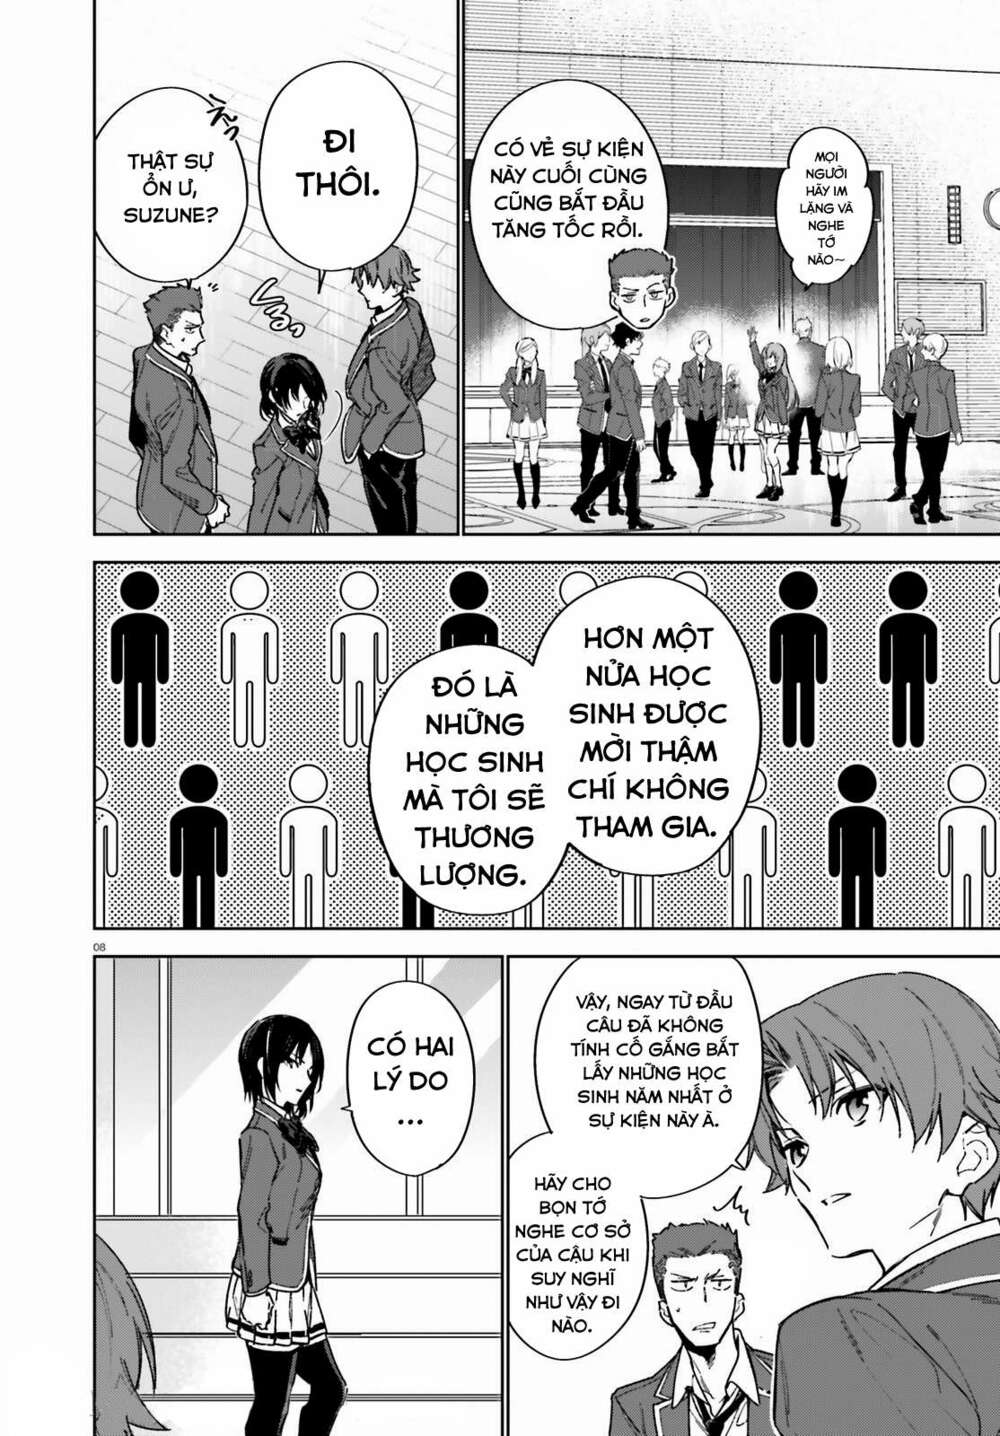 MỌI
NGƯỜI
HÃY IM
LẶNG VÀ
NGHE
TỚ
NÀO~
CÓ VẺ SỰ KIỆN
NÀY CUỐI CÙNG
CŨNG BẮT ĐẦU
TĂNG TỐC RỒI.
ĐI
THÔI.
THẬT SỰ
ỔN Ư,
SUZUNE?
HƠN MỘT
NỬA HỌC
SINH ĐƯỢC
MỜI THẬM
CHÍ KHÔNG
THAM GIA.
ĐÓ LÀ
NHỮNG
HỌC SINH
MÀ TÔI SẼ
THƯƠNG
LƯỢNG.
08
VẬY, NGAY TỪ ĐẦU
CÂU ĐÃ KHÔNG
TÍNH CỐ GẮNG BẮT
LẤY NHỮNG HỌC
SINH NĂM NHẤT Ở
SỰ KIỆN NÀY À.
HÃY CHO
BỌN TỚ
NGHE CƠ SỞ
CỦA CẬU KHI
SUY NGHĨ
NHƯ VẬY ĐI
NÀO.
CÓ HAI
LÝ DO
...